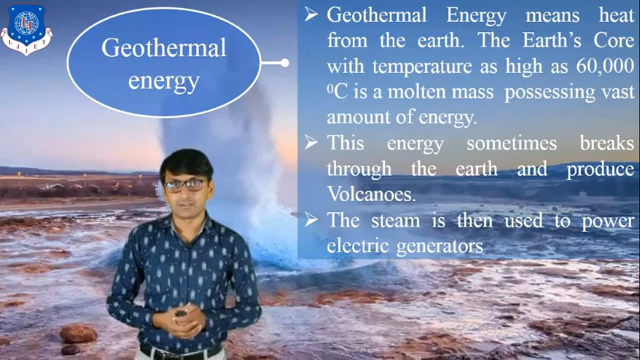 LJIET
Geothermal
energy
➢ Geothermal Energy means heat
from the earth. The Earth's Core
with temperature as high as 60,000
⁰C is a molten mass possessing vast
amount of energy.
➢ This energy sometimes breaks
through the earth and produce
Volcanoes.
➢ The steam is then used to power
electric generators